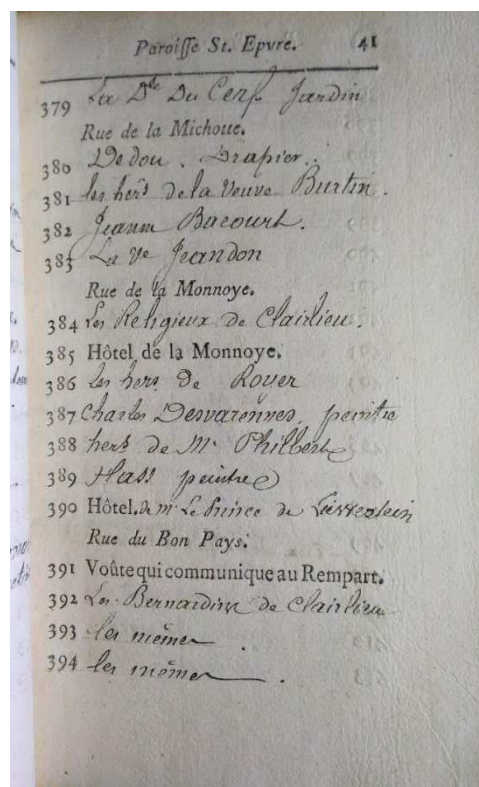 Paroisse St. Epvre. 41
379 La Dlle Du Cerf. Jardin
Rue de la Michotte.
380 Dedou. Drapier.
381 les hers de la Veuve Burtin.
382 Jeanne Bacourt.
383 La Ve Jeandon
Rue de la Monnoye.
384 Les Religieux de Clairlieu.
385 Hôtel de la Monnoye.
386 les hers de Royer
387 Charles Desvarennes, peintre
388 hers de Mr Philbert
389 Hass peintre
390 Hôtel. de mr Le Prince de
Rue du Bon Pays.
391 Voûte qui communique au Rempart.
392 Les Bernardins de Clairlieu
393 les mêmes.
394 les mêmes.